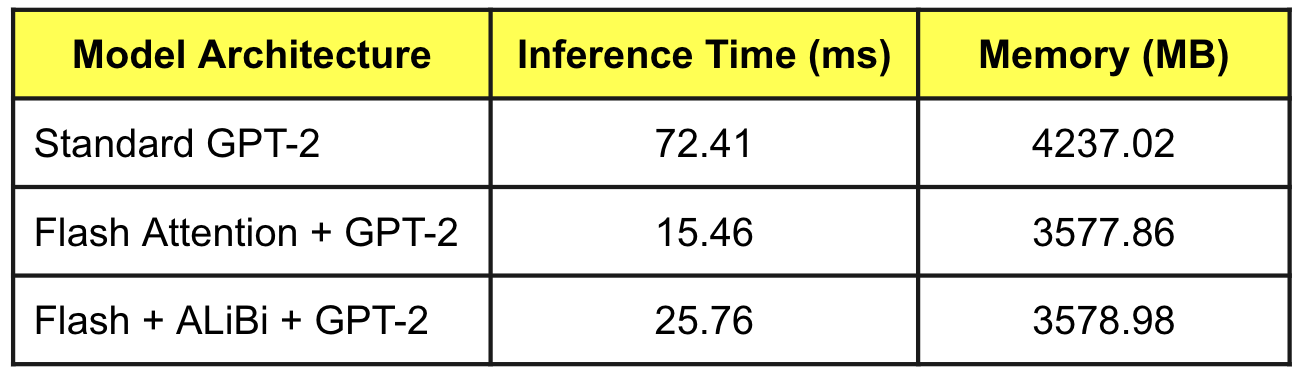 Model Architecture Inference Time (ms) Memory (MB)
Standard GPT-2 72.41 4237.02
Flash Attention + GPT-2 15.46 3577.86
Flash + ALiBi + GPT-2 25.76 3578.98